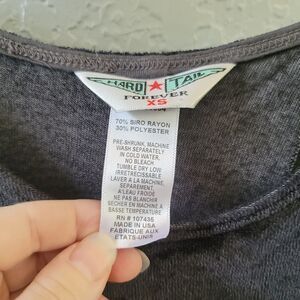 HARD TAIL
FOREVER
XS
70% SIRO RAYON
30% POLYESTER
PRE-SHRUNK, MACHINE
WASH SEPARATELY
IN COLD WATER.
NO BLEACH.
TUMBLE DRY LOW
IRRETRECISSABLE
LAVER A LA MACHINE,
SEPAREMENT.
A L'EAU FROIDE
NE PAS BLANCHIR
SECHER EN MACHINE A
BASSE TEMPERATURE
RN # 107435
MADE IN USA
FABRIQUE AUX
ETATS-UNIS